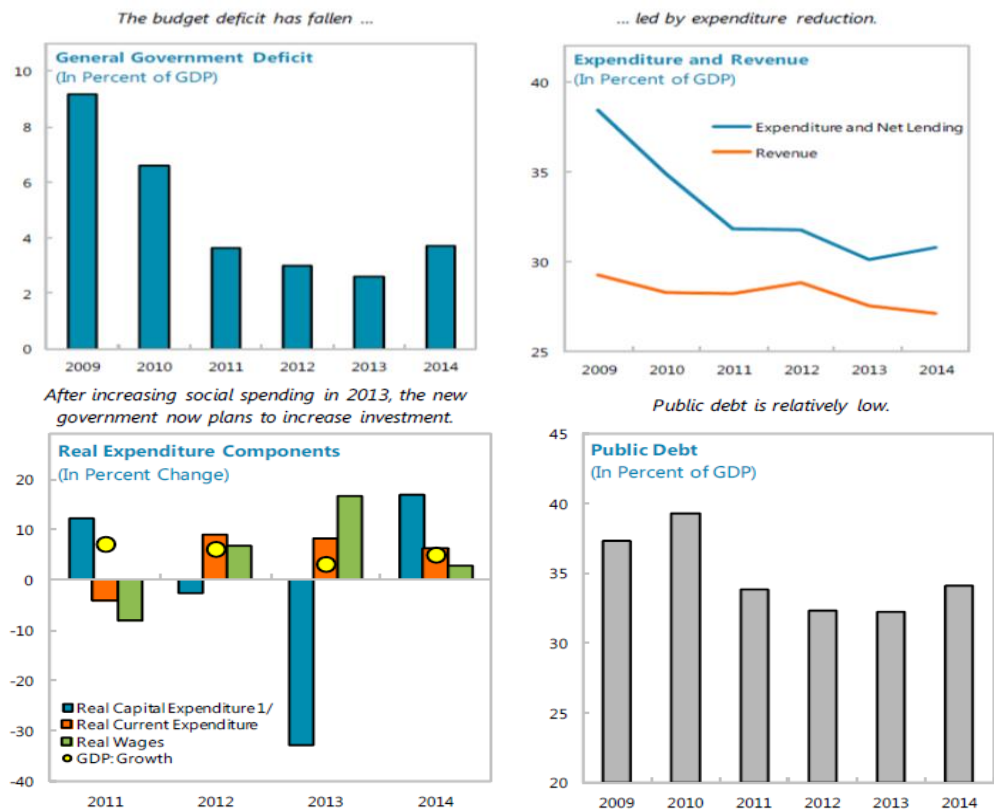 The budget deficit has fallen ...
General Government Deficit
(In Percent of GDP)
10
8
6
4
2
0
2009 2010 2011 2012 2013 2014
... led by expenditure reduction.
Expenditure and Revenue
(In Percent of GDP)
40
35
30
25
Expenditure and Net Lending
Revenue
2009 2010 2011 2012 2013 2014
After increasing social spending in 2013, the new
government now plans to increase investment.
Real Expenditure Components
(In Percent Change)
20
10
0
-10
-20
-30
-40
Real Capital Expenditure 1/
Real Current Expenditure
Real Wages
GDP: Growth
2011 2012 2013 2014
Public debt is relatively low.
Public Debt
(In Percent of GDP)
45
40
35
30
25
20
2009 2010 2011 2012 2013 2014